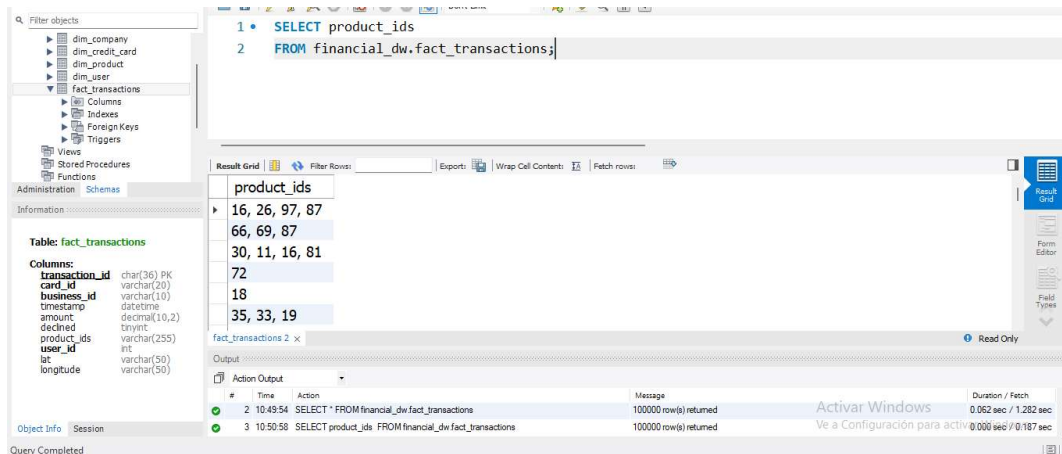 Don't Limit
Filter objects
dim_company
dim_credit_card
dim_product
dim_user
fact_transactions
Columns
Indexes
Foreign Keys
Triggers
Views
Stored Procedures
Functions
Administration Schemas
Information
Table: fact_transactions
Columns:
transaction_id char(36) PK
card_id varchar(20)
business_id varchar(10)
timestamp datetime
amount decimal(10,2)
declined tinyint
product_ids varchar(255)
user_id int
lat varchar(50)
longitude varchar(50)
Object Info Session
Query Completed
1 SELECT product_ids
2 FROM financial_dw.fact_transactions;
Result Grid Filter Rows: Export: Wrap Cell Content: Fetch rows:
product_ids
16, 26, 97, 87
66, 69, 87
30, 11, 16, 81
72
18
35, 33, 19
Result Grid
Form Editor
Field Types
fact_transactions 2 Read Only
Output
Action Output
# Time Action Message Duration / Fetch
2 10:49:54 SELECT * FROM financial_dw.fact_transactions 100000 row(s) returned 0.062 sec / 1.282 sec
3 10:50:58 SELECT product_ids FROM financial_dw.fact_transactions 100000 row(s) returned
Activar Windows
Ve a Configuración para activar